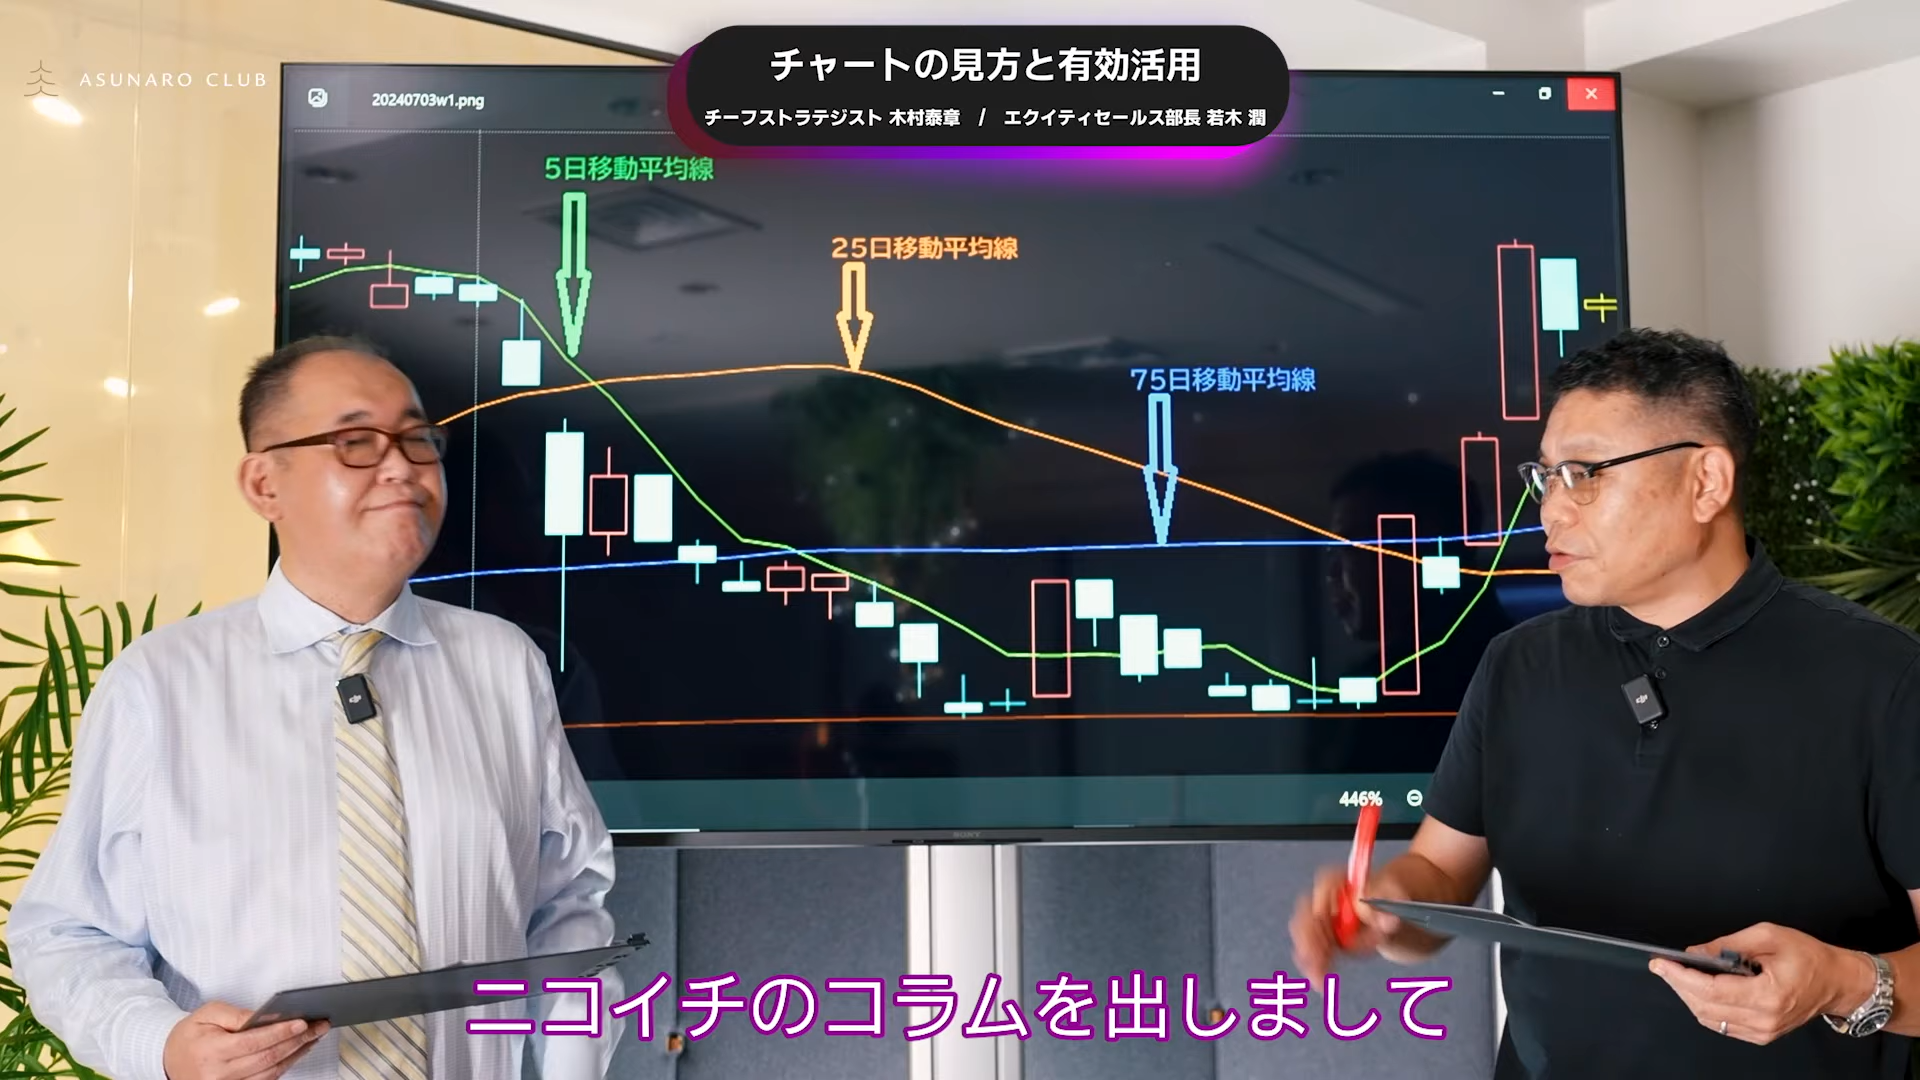 チャートの見方と有効活用
チーフストラテジスト 木村泰章 / エクイティセールス部長 若木 潤
ASUNARO CLUB
20240703w1.png
5日移動平均線
25日移動平均線
75日移動平均線
446%
SONY
ニコイチのコラムを出しまして